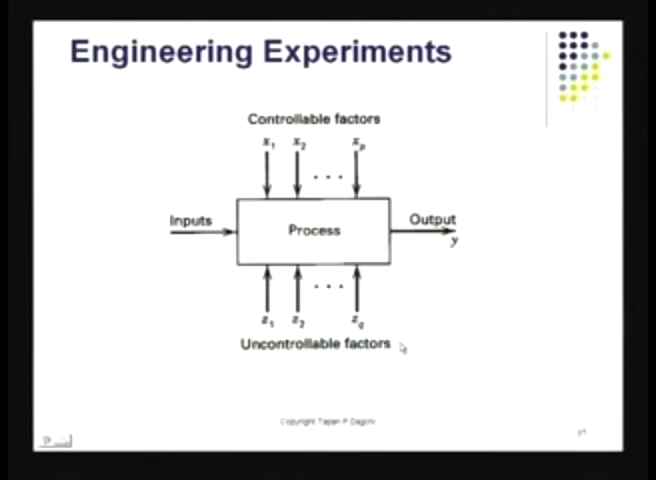 Engineering Experiments
Controllable factors
x₁ x₂ . . . xₚ
Inputs
Process
Output
y
z₁ z₂ . . . z_q
Uncontrollable factors
Copyright Tapan P Bagchi